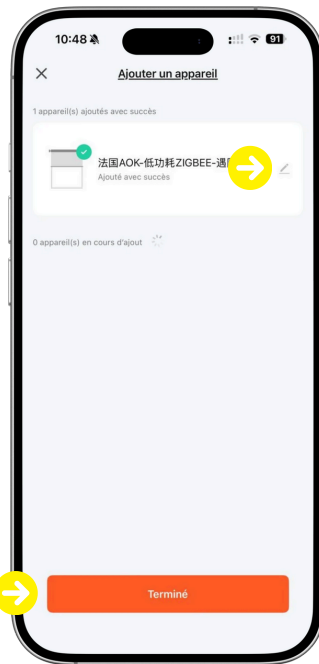 10:48
91
Ajouter un appareil
1 appareil(s) ajoutés avec succès
法国AOK-低功耗ZIGBEE-遇
Ajouté avec succès
0 appareil(s) en cours d'ajout
Terminé